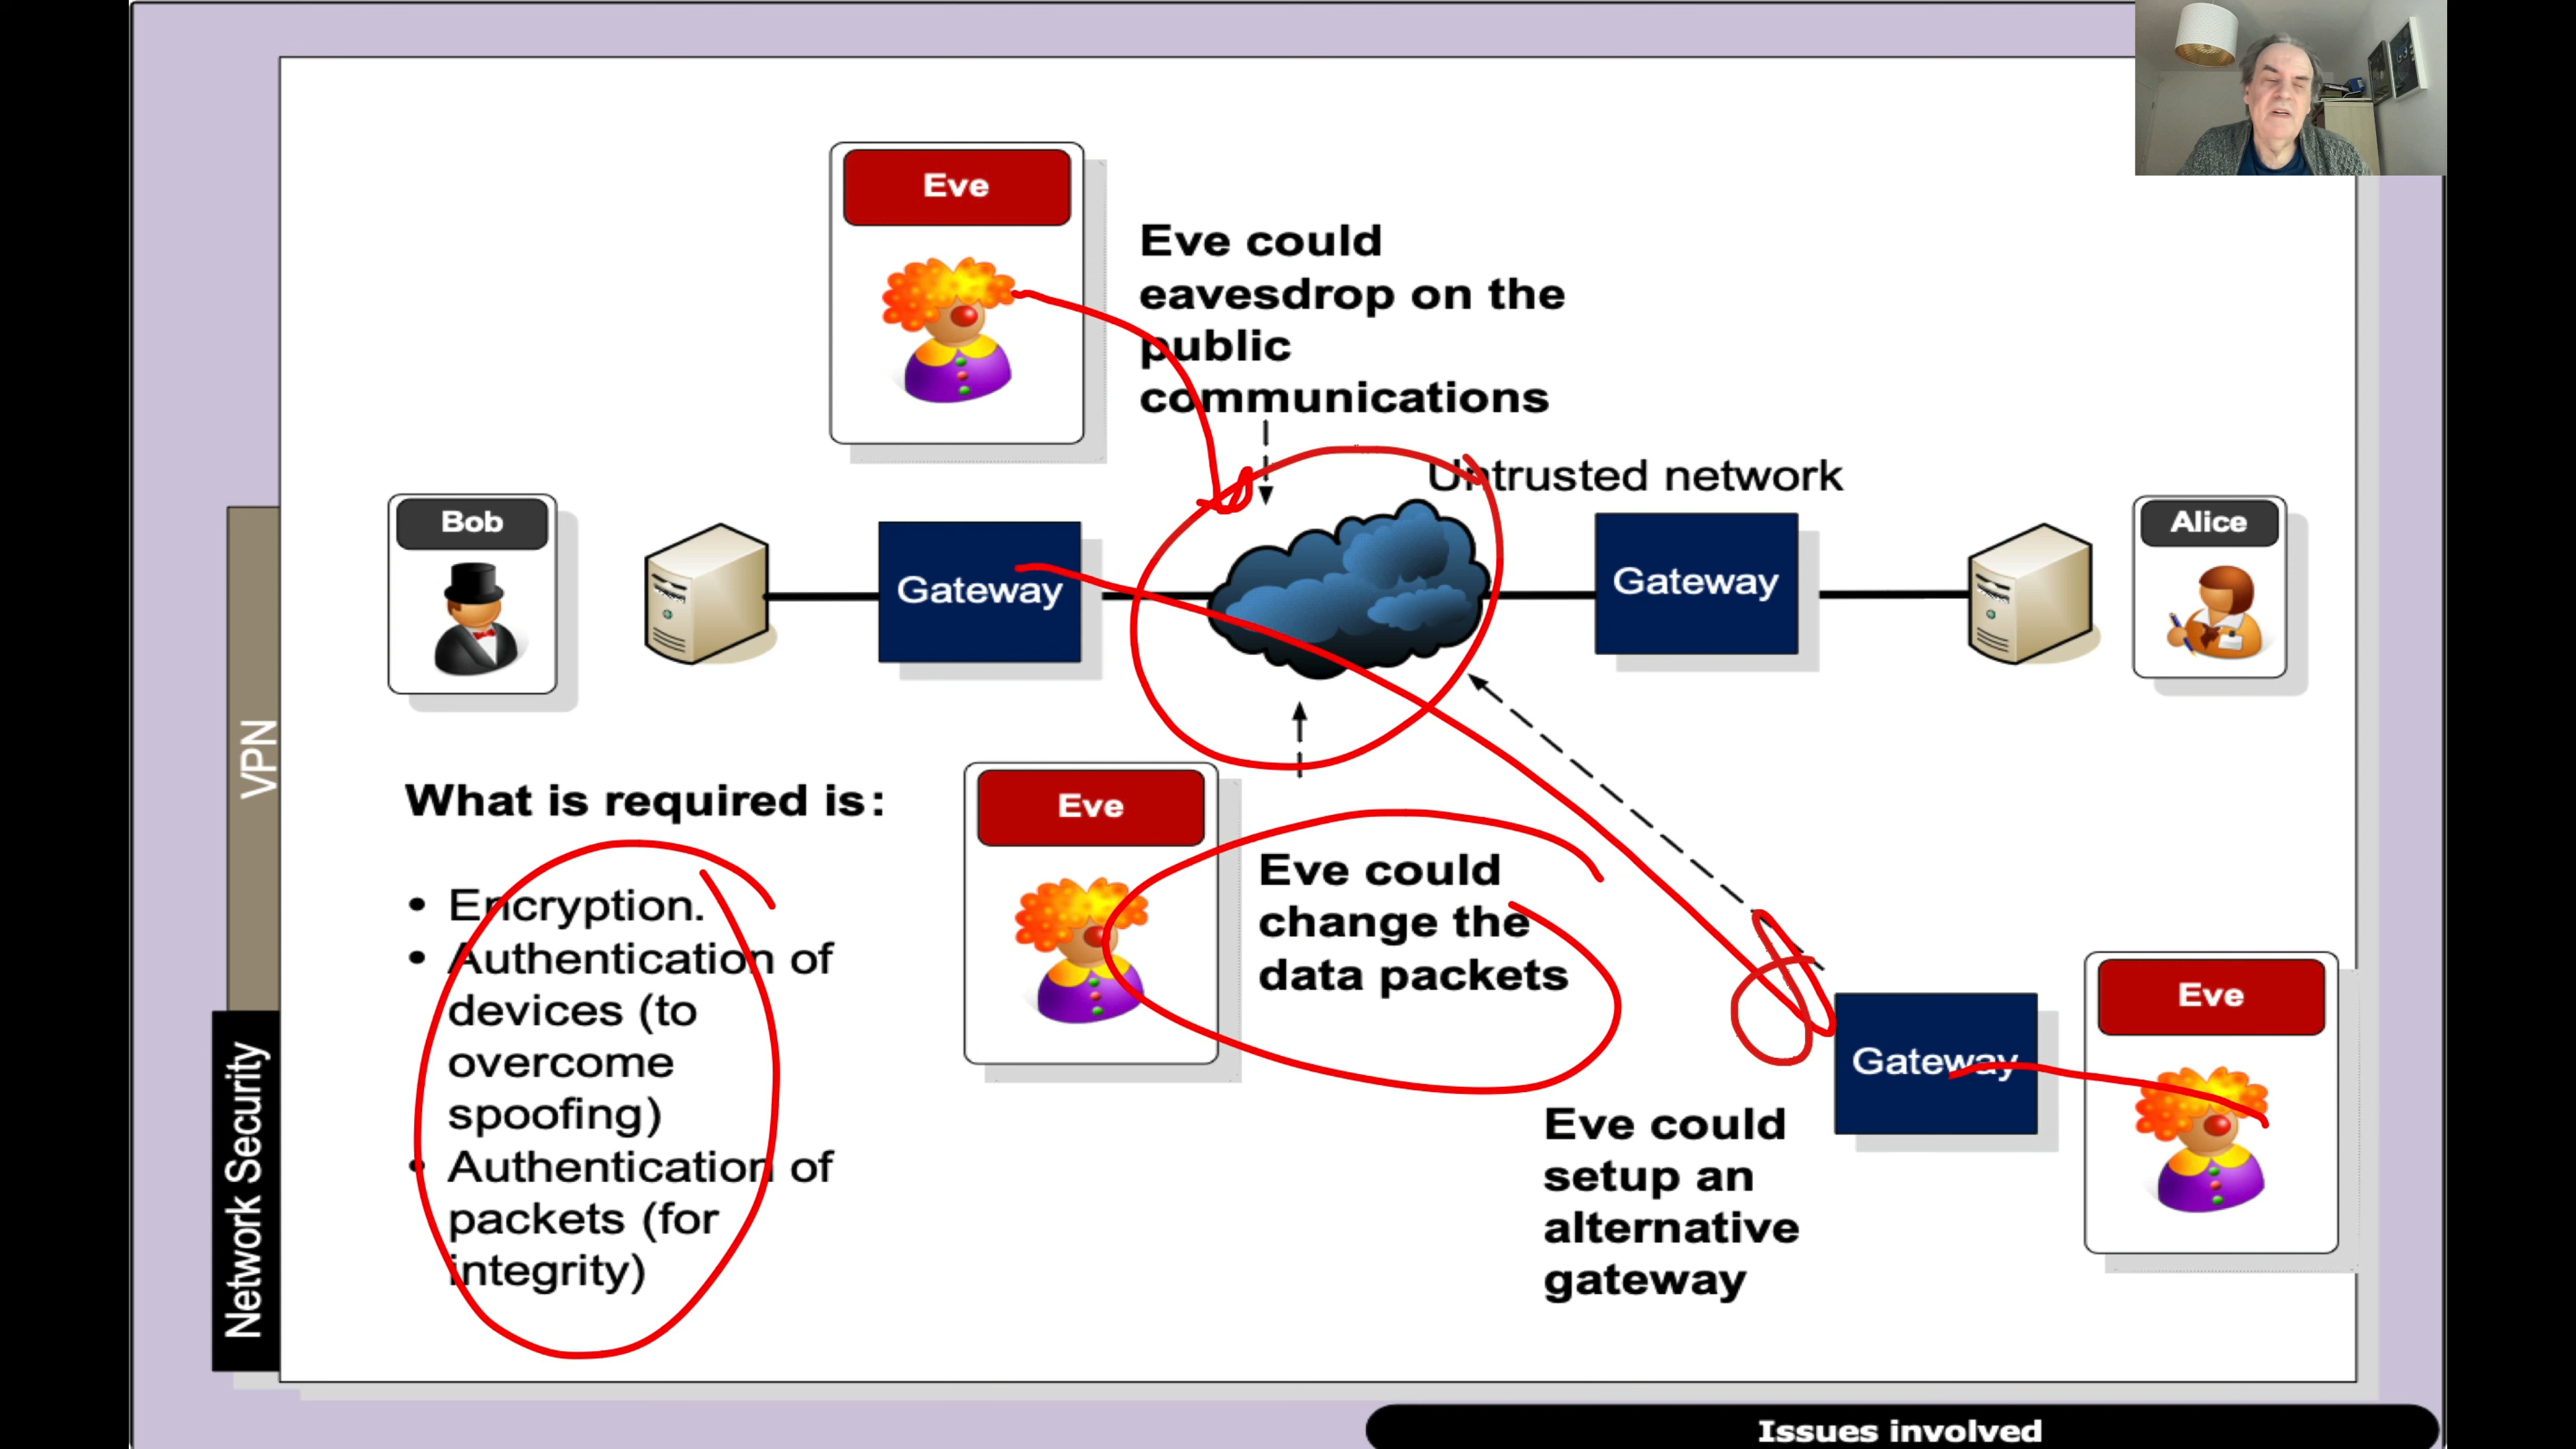 Eve
Eve could
eavesdrop on the
public
communications
Untrusted network
Bob
Gateway
Gateway
Alice
VPN
Network Security
What is required is:
• Encryption.
• Authentication of
devices (to
overcome
spoofing)
• Authentication of
packets (for
integrity)
Eve
Eve could
change the
data packets
Gateway
Eve
Eve could
setup an
alternative
gateway
Issues involved